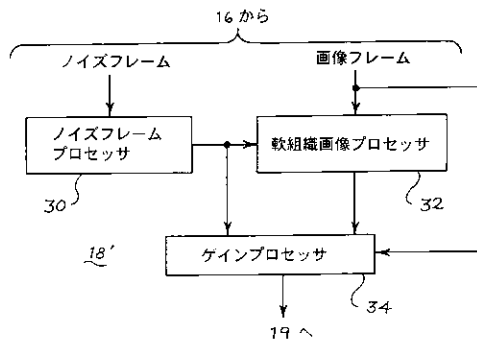 16から
ノイズフレーム
画像フレーム
ノイズフレーム
プロセッサ
軟組織画像プロセッサ
30
32
18'
ゲインプロセッサ
34
19へ